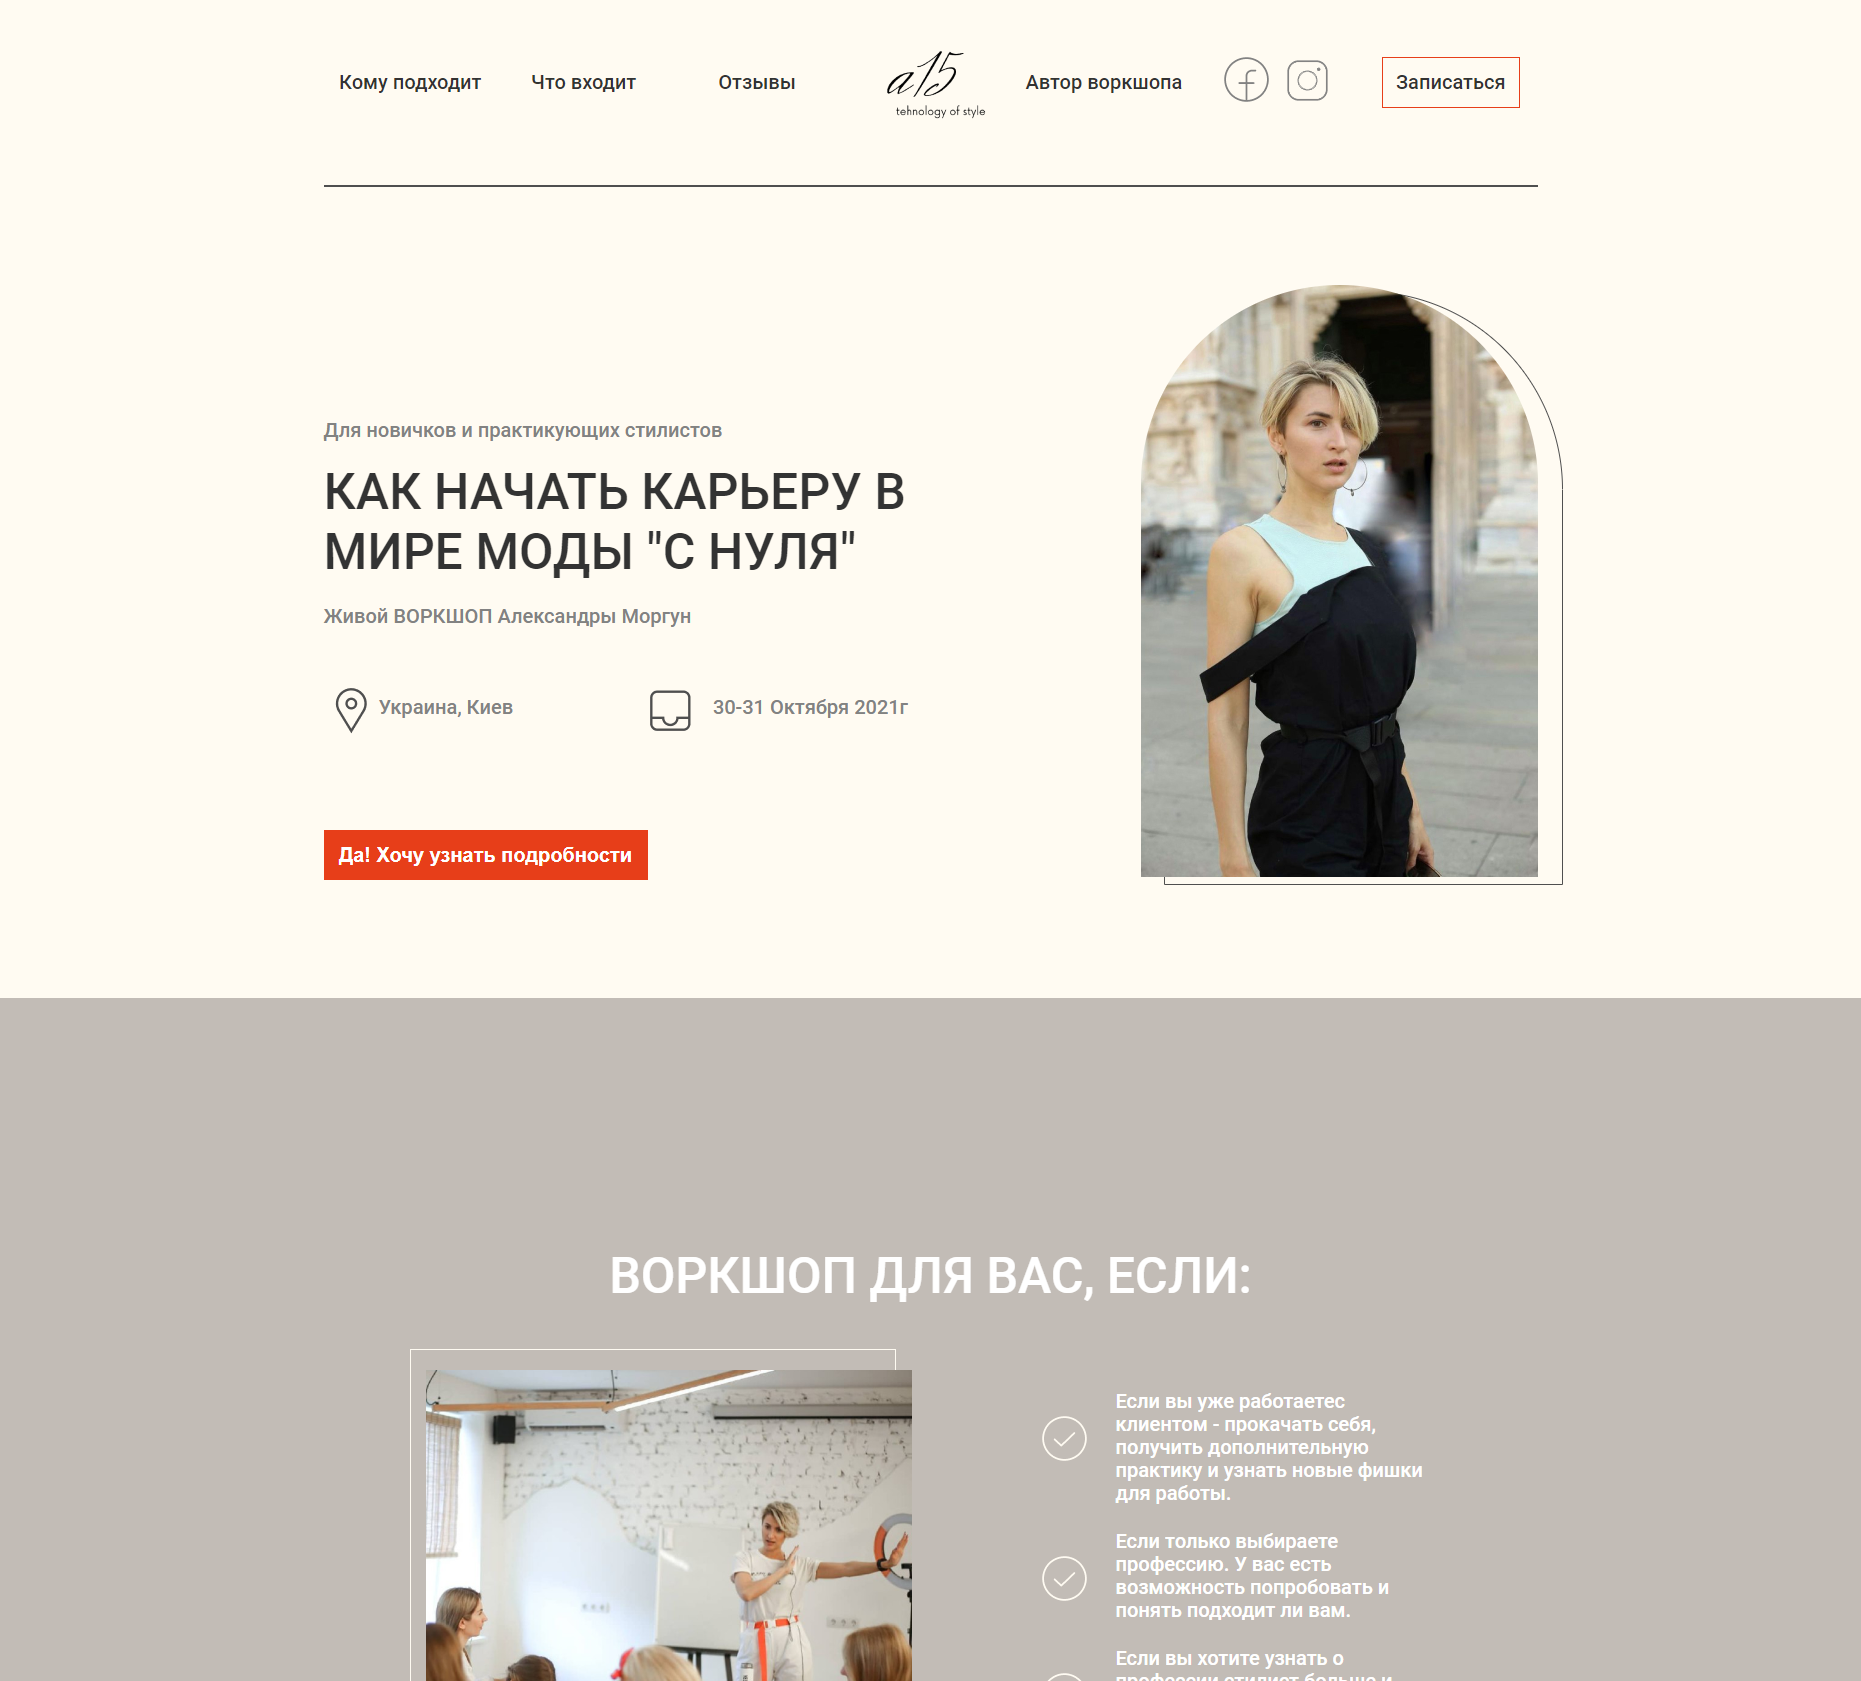 Кому подходит
Что входит
Отзывы
a15
tehnology of style
Автор воркшопа
Записаться
Для новичков и практикующих стилистов
КАК НАЧАТЬ КАРЬЕРУ В
МИРЕ МОДЫ "С НУЛЯ"
Живой ВОРКШОП Александры Моргун
Украина, Киев
30-31 Октября 2021г
Да! Хочу узнать подробности
ВОРКШОП ДЛЯ ВАС, ЕСЛИ:
Если вы уже работаетес
клиентом - прокачать себя,
получить дополнительную
практику и узнать новые фишки
для работы.
Если только выбираете
профессию. У вас есть
возможность попробовать и
понять подходит ли вам.
Если вы хотите узнать о
профессии стилист больше и